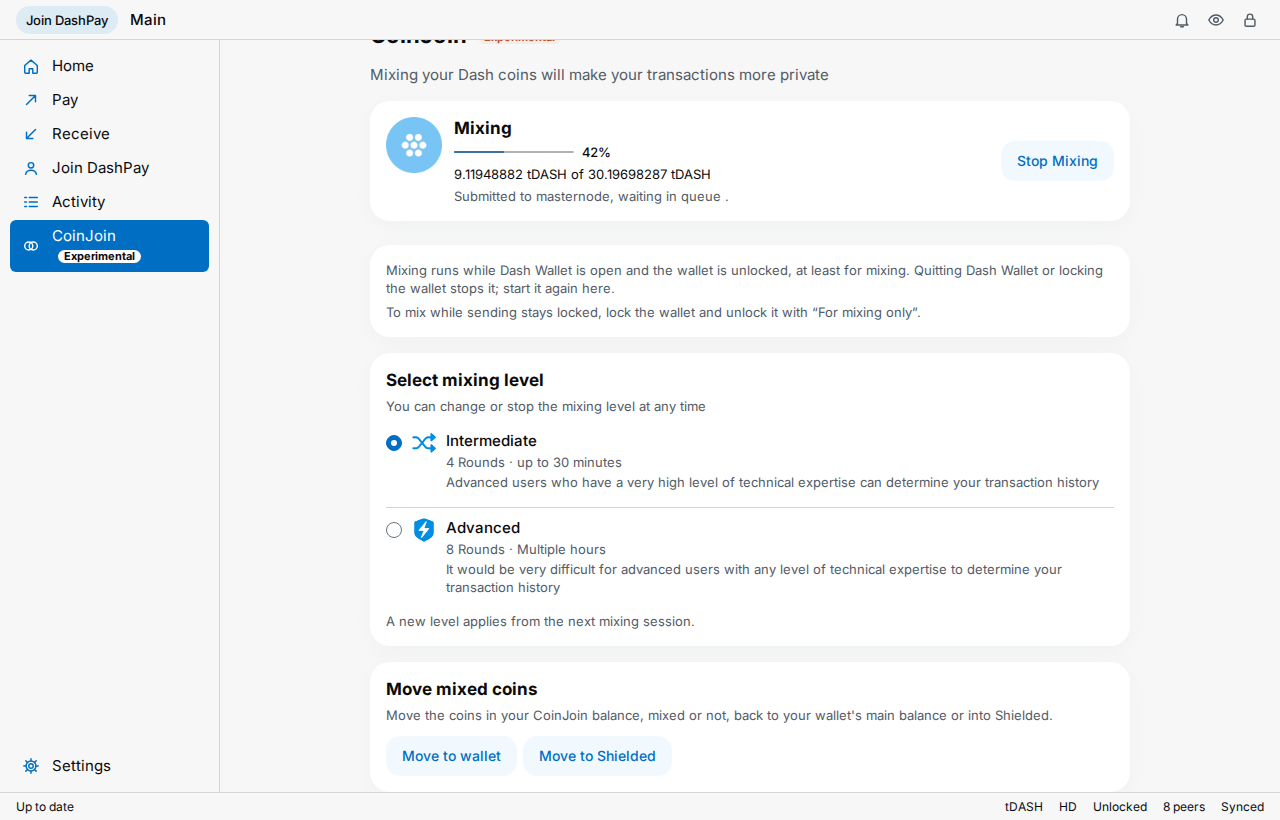 Join DashPay
Main
Home
Pay
Receive
Join DashPay
Activity
CoinJoin
Experimental
Settings
CoinJoin
Experimental
Mixing your Dash coins will make your transactions more private
Mixing
42%
9.11948882 tDASH of 30.19698287 tDASH
Submitted to masternode, waiting in queue .
Stop Mixing
Mixing runs while Dash Wallet is open and the wallet is unlocked, at least for mixing. Quitting Dash Wallet or locking
the wallet stops it; start it again here.
To mix while sending stays locked, lock the wallet and unlock it with “For mixing only”.
Select mixing level
You can change or stop the mixing level at any time
Intermediate
4 Rounds · up to 30 minutes
Advanced users who have a very high level of technical expertise can determine your transaction history
Advanced
8 Rounds · Multiple hours
It would be very difficult for advanced users with any level of technical expertise to determine your
transaction history
A new level applies from the next mixing session.
Move mixed coins
Move the coins in your CoinJoin balance, mixed or not, back to your wallet's main balance or into Shielded.
Move to wallet
Move to Shielded
Up to date
tDASH
HD
Unlocked
8 peers
Synced